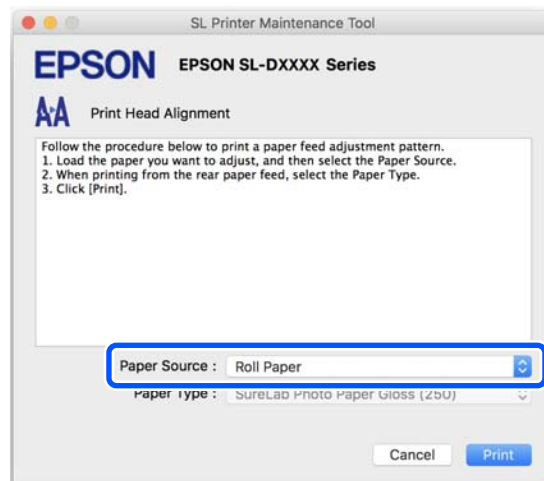 SL Printer Maintenance Tool
EPSON EPSON SL-DXXXX Series
A▸A Print Head Alignment
Follow the procedure below to print a paper feed adjustment pattern.
1. Load the paper you want to adjust, and then select the Paper Source.
2. When printing from the rear paper feed, select the Paper Type.
3. Click [Print].
Paper Source : Roll Paper
Paper Type : SureLab Photo Paper Gloss (250)
Cancel Print